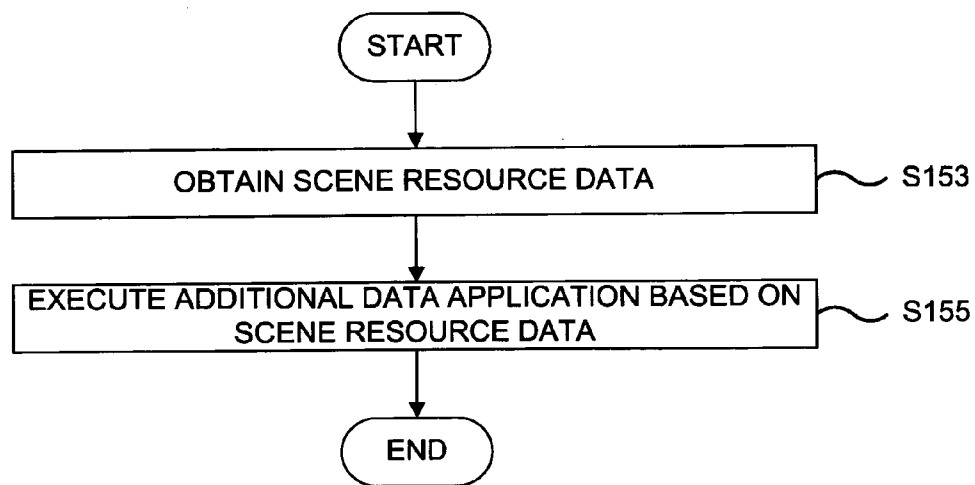 START
OBTAIN SCENE RESOURCE DATA
S153
EXECUTE ADDITIONAL DATA APPLICATION BASED ON
SCENE RESOURCE DATA
S155
END